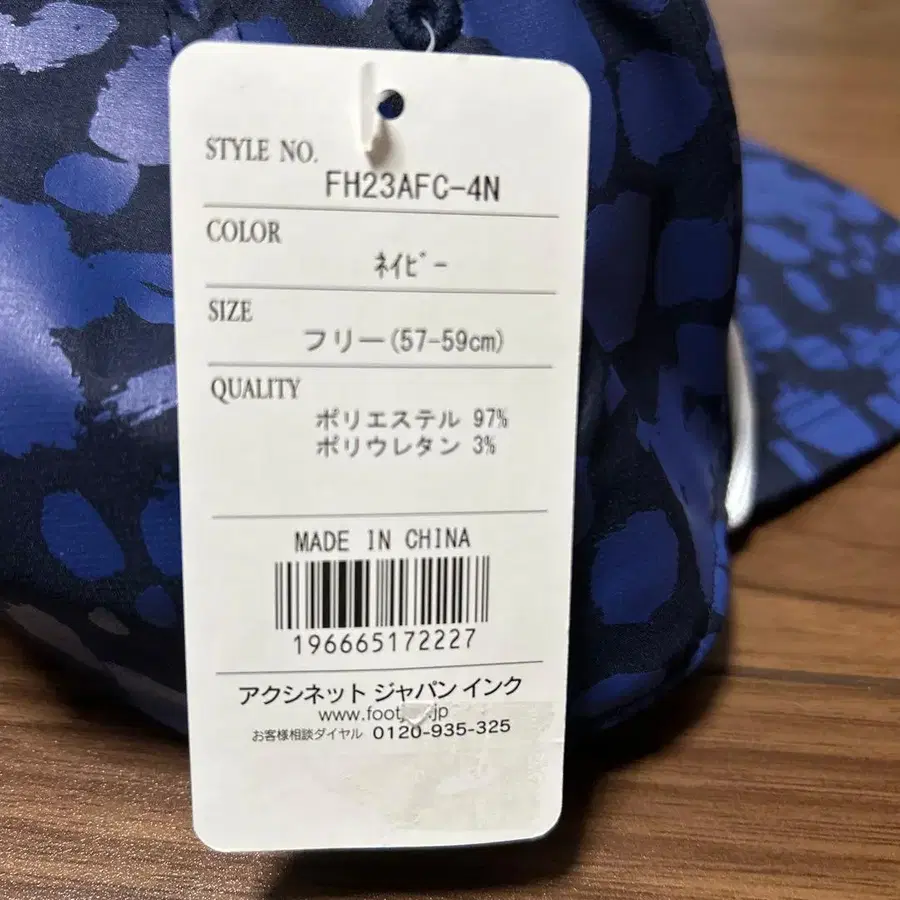 STYLE NO.
FH23AFC-4N
COLOR
ﾈｲﾋﾞｰ
SIZE
フリー(57-59cm)
QUALITY
ポリエステル 97%
ポリウレタン 3%
MADE IN CHINA
196665172227
アクシネット ジャパン インク
お客様相談ダイヤル 0120-935-325